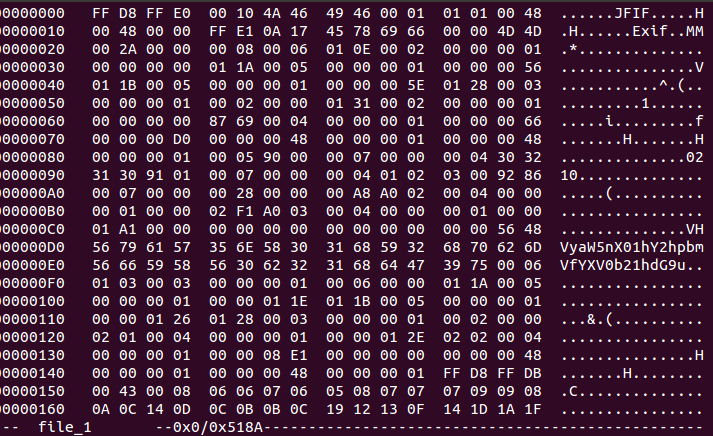 00000000 FF D8 FF E0 00 10 4A 46 49 46 00 01 01 01 00 48 ......JFIF.....H
00000010 00 48 00 00 FF E1 0A 17 45 78 69 66 00 00 4D 4D .H......Exif..MM
00000020 00 2A 00 00 00 08 00 06 01 0E 00 02 00 00 00 01 .*..............
00000030 00 00 00 00 01 1A 00 05 00 00 00 01 00 00 00 56 ...............V
00000040 01 1B 00 05 00 00 00 01 00 00 00 5E 01 28 00 03 ...........^.(..
00000050 00 00 00 01 00 02 00 00 01 31 00 02 00 00 00 01 .........1......
00000060 00 00 00 00 87 69 00 04 00 00 00 01 00 00 00 66 .....i.........f
00000070 00 00 00 D0 00 00 00 48 00 00 00 01 00 00 00 48 .......H.......H
00000080 00 00 00 01 00 05 90 00 00 07 00 00 00 04 30 32 ..............02
00000090 31 30 91 01 00 07 00 00 00 04 01 02 03 00 92 86 10..............
000000A0 00 07 00 00 00 28 00 00 00 A8 A0 02 00 04 00 00 .....(..........
000000B0 00 01 00 00 02 F1 A0 03 00 04 00 00 00 01 00 00 ................
000000C0 01 A1 00 00 00 00 00 00 00 00 00 00 00 00 56 48 ..............VH
000000D0 56 79 61 57 35 6E 58 30 31 68 59 32 68 70 62 6D VyaW5nX01hY2hpbm
000000E0 56 66 59 58 56 30 62 32 31 68 64 47 39 75 00 06 VfYXV0b21hdG9u..
000000F0 01 03 00 03 00 00 00 01 00 06 00 00 01 1A 00 05 ................
00000100 00 00 00 01 00 00 01 1E 01 1B 00 05 00 00 00 01 ................
00000110 00 00 01 26 01 28 00 03 00 00 00 01 00 02 00 00 ...&.(..........
00000120 02 01 00 04 00 00 00 01 00 00 01 2E 02 02 00 04 ................
00000130 00 00 00 01 00 00 08 E1 00 00 00 00 00 00 00 48 ...............H
00000140 00 00 00 01 00 00 00 48 00 00 00 01 FF D8 FF DB .......H........
00000150 00 43 00 08 06 06 07 06 05 08 07 07 07 09 09 08 .C..............
00000160 0A 0C 14 0D 0C 0B 0B 0C 19 12 13 0F 14 1D 1A 1F ................
-- file_1 --0x0/0x518A--------------------------------------------